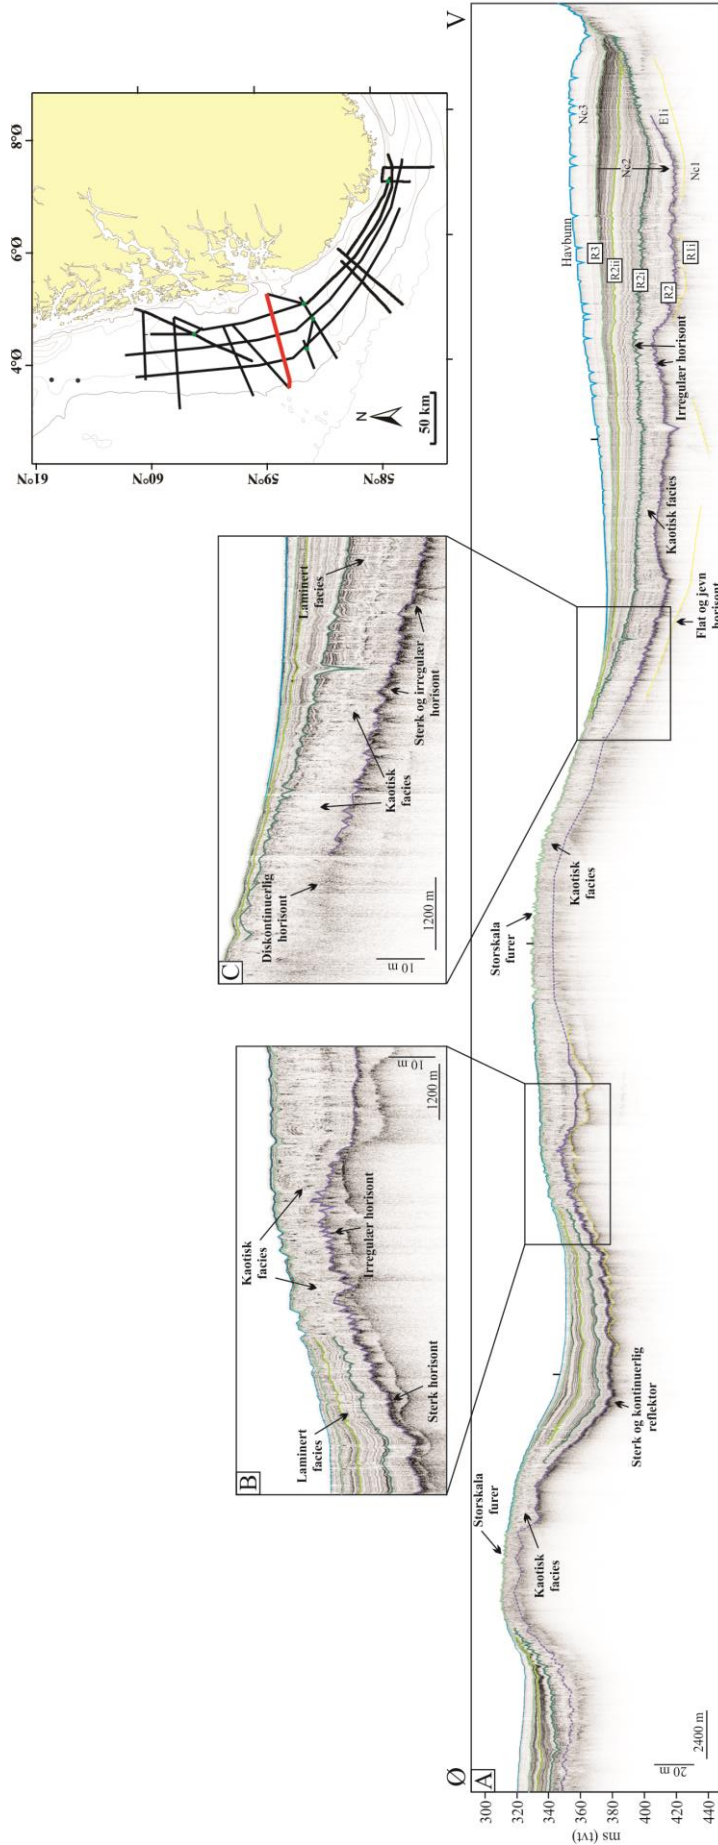 Ø
V
A
300
320
340
360
380
400
420
440
ms (tvt)
20 m
2400 m
Storskala
furer
Kaotisk
facies
Sterk og kontinuerlig
reflektor
Storskala
furer
Kaotisk
facies
Flat og jevn
horisont
Kaotisk facies
Irregulær horisont
Havbunn
R3
R2ii
R2i
R2
R1i
Nc3
Nc2
E1i
Nc1
B
Laminert
facies
Kaotisk
facies
Sterk horisont
Irregulær horisont
10 m
1200 m
C
Diskontinuerlig
horisont
Kaotisk
facies
Laminert
facies
Sterk og irregulær
horisont
10 m
1200 m
61°N
60°N
59°N
58°N
4°Ø
6°Ø
8°Ø
N
50 km